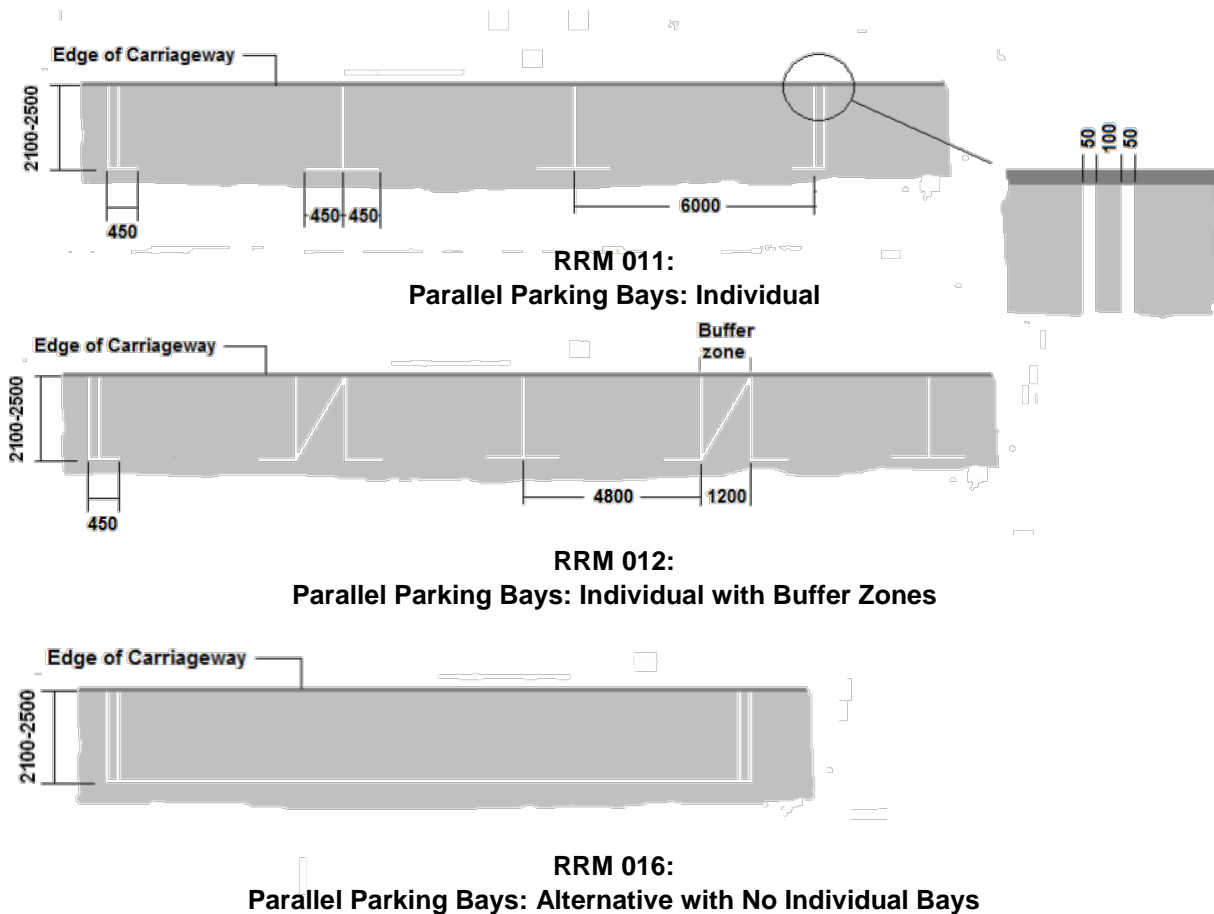 Edge of Carriageway
2100-2500
450
450 450
6000
50 100 50
RRM 011:
Parallel Parking Bays: Individual
Edge of Carriageway
Buffer
zone
2100-2500
450
4800
1200
RRM 012:
Parallel Parking Bays: Individual with Buffer Zones
Edge of Carriageway
2100-2500
RRM 016:
Parallel Parking Bays: Alternative with No Individual Bays